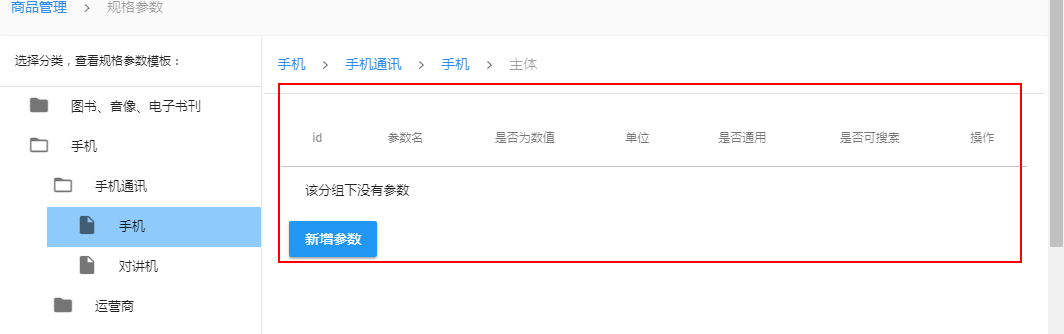 商品管理 > 规格参数
选择分类，查看规格参数模板：
图书、音像、电子书刊
手机
手机通讯
手机
对讲机
运营商
手机 > 手机通讯 > 手机 > 主体
id 参数名 是否为数值 单位 是否通用 是否可搜索 操作
该分组下没有参数
新增参数